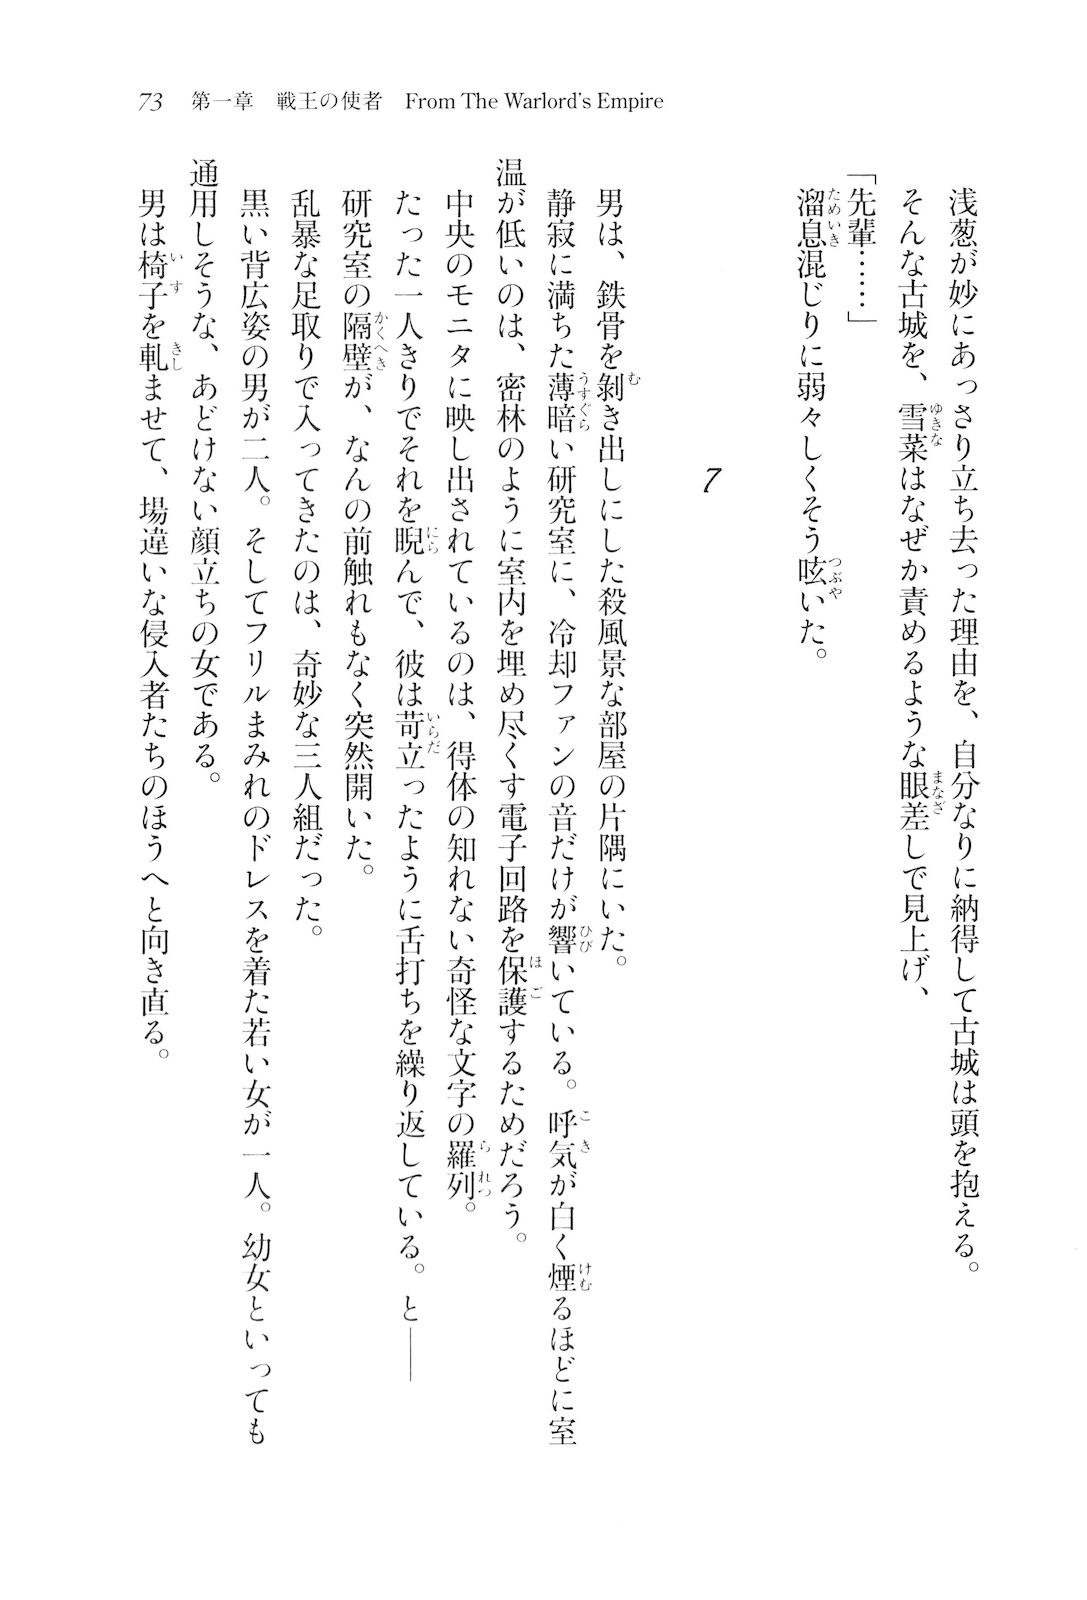 73　第一章　戦王の使者　From The Warlord's Empire
浅葱が妙にあっさり立ち去った理由を、自分なりに納得して古城は頭を抱える。
そんな古城を、雪菜はなぜか責めるような眼差しで見上げ、
「先輩……」
溜息混じりに弱々しくそう呟いた。
7
男は、鉄骨を剝き出しにした殺風景な部屋の片隅にいた。
静寂に満ちた薄暗い研究室に、冷却ファンの音だけが響いている。呼気が白く煙るほどに室
温が低いのは、密林のように室内を埋め尽くす電子回路を保護するためだろう。
中央のモニタに映し出されているのは、得体の知れない奇怪な文字の羅列。
たった一人きりでそれを睨んで、彼は苛立ったように舌打ちを繰り返している。と――
研究室の隔壁が、なんの前触れもなく突然開いた。
乱暴な足取りで入ってきたのは、奇妙な三人組だった。
黒い背広姿の男が二人。そしてフリルまみれのドレスを着た若い女が一人。幼女といっても
通用しそうな、あどけない顔立ちの女である。
男は椅子を軋ませて、場違いな侵入者たちのほうへと向き直る。